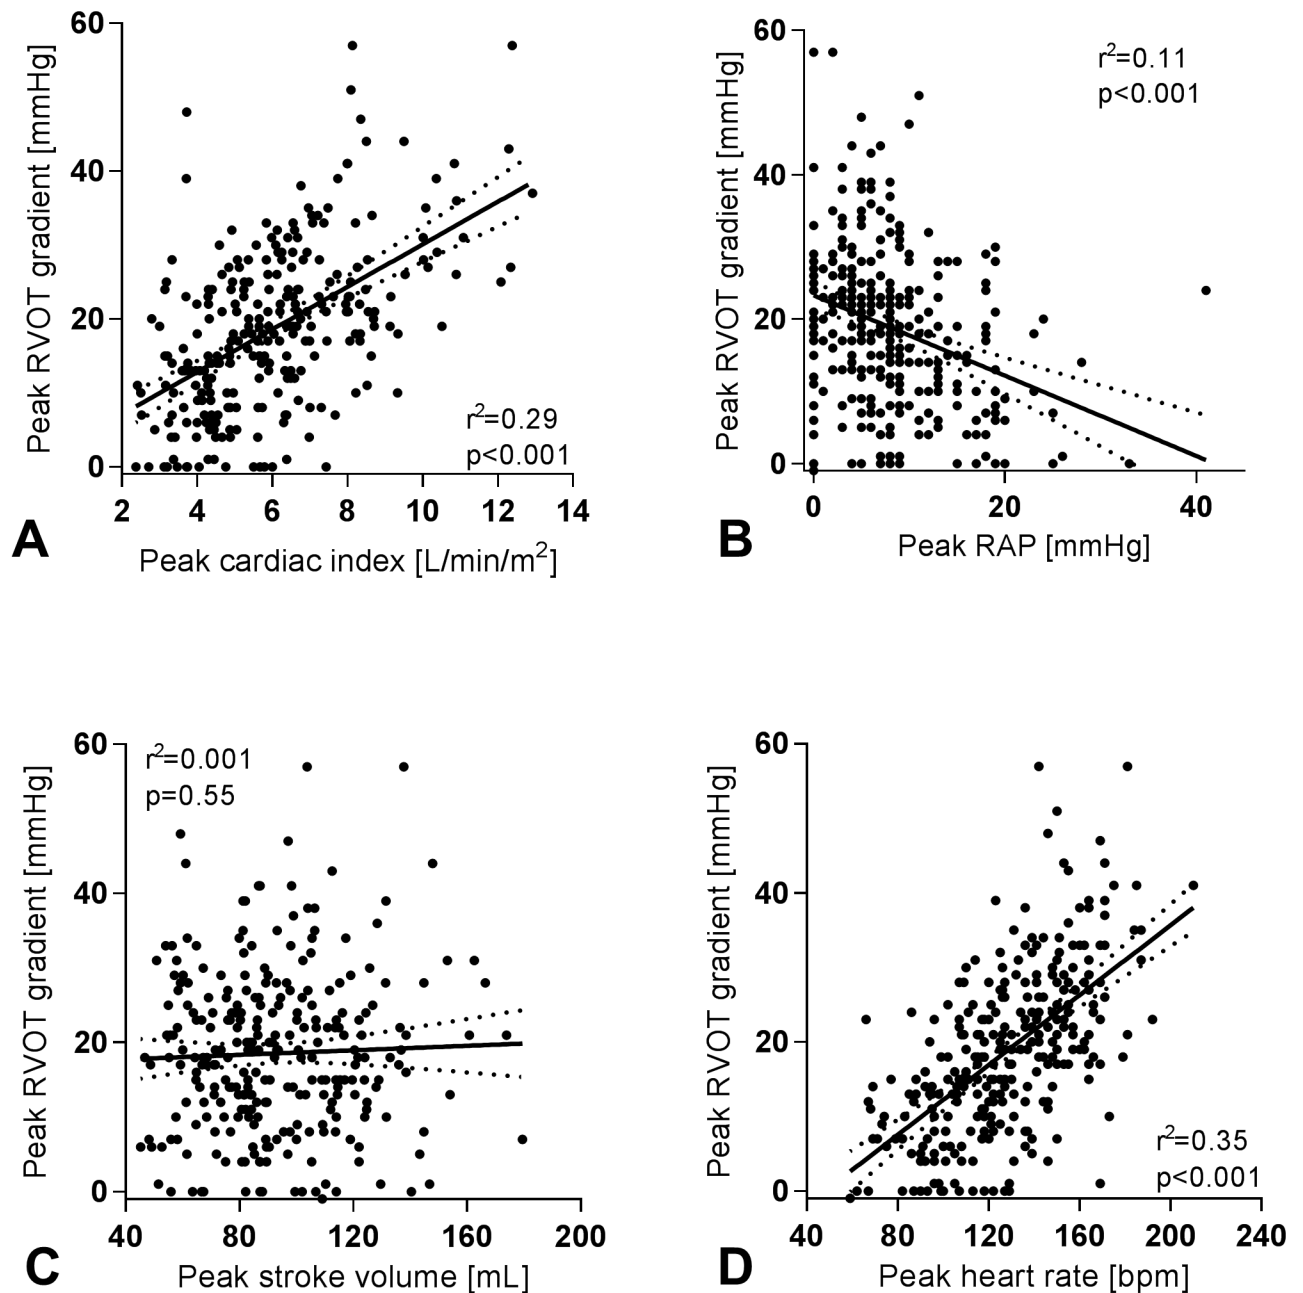 60
40
20
0
Peak RVOT gradient [mmHg]
r²=0.29
p<0.001
2 4 6 8 10 12 14
A
Peak cardiac index [L/min/m²]
60
40
20
0
Peak RVOT gradient [mmHg]
r²=0.11
p<0.001
0 20 40
B
Peak RAP [mmHg]
60
40
20
0
Peak RVOT gradient [mmHg]
r²=0.001
p=0.55
40 80 120 160 200
C
Peak stroke volume [mL]
60
40
20
0
Peak RVOT gradient [mmHg]
r²=0.35
p<0.001
40 80 120 160 200 240
D
Peak heart rate [bpm]